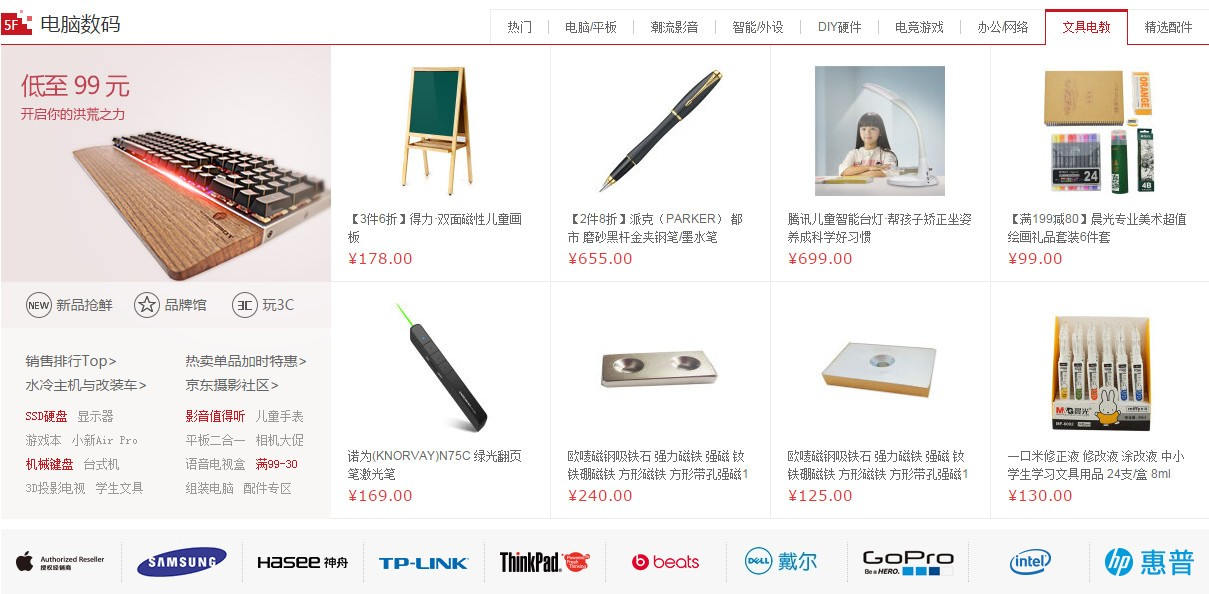 5F 电脑数码
热门 电脑/平板 潮流影音 智能/外设 DIY硬件 电竞游戏 办公/网络 文具电教 精选配件
低至 99 元
开启你的洪荒之力
NEW 新品抢鲜 品牌馆 3C 玩3C
销售排行Top> 热卖单品加时特惠>
水冷主机与改装车> 京东摄影社区>
SSD硬盘 显示器 影音值得听 儿童手表
游戏本 小新Air Pro 平板二合一 相机大促
机械键盘 台式机 语音电视盒 满99-30
3D投影电视 学生文具 组装电脑 配件专区
【3件6折】得力·双面磁性儿童画
板
¥178.00
【2件8折】派克（PARKER） 都
市 磨砂黑杆金夹钢笔/墨水笔
¥655.00
腾讯儿童智能台灯·帮孩子矫正坐姿
养成科学好习惯
¥699.00
ORANGE
24
4B
【满199减80】晨光专业美术超值
绘画礼品套装6件套
¥99.00
诺为(KNORVAY)N75C 绿光翻页
笔激光笔
¥169.00
欧唛磁钢吸铁石 强力磁铁 强磁 钕
铁硼磁铁 方形磁铁 方形带孔强磁1
¥240.00
欧唛磁钢吸铁石 强力磁铁 强磁 钕
铁硼磁铁 方形磁铁 方形带孔强磁1
¥125.00
M&G晨光
miffy
一口米修正液 修改液 涂改液 中小
学生学习文具用品 24支/盒 8ml
¥130.00
Authorized Reseller
授权经销商
SAMSUNG
HASEE 神舟
TP-LINK
ThinkPad
beats
DELL 戴尔
GoPro
Be a HERO.
intel
hp 惠普